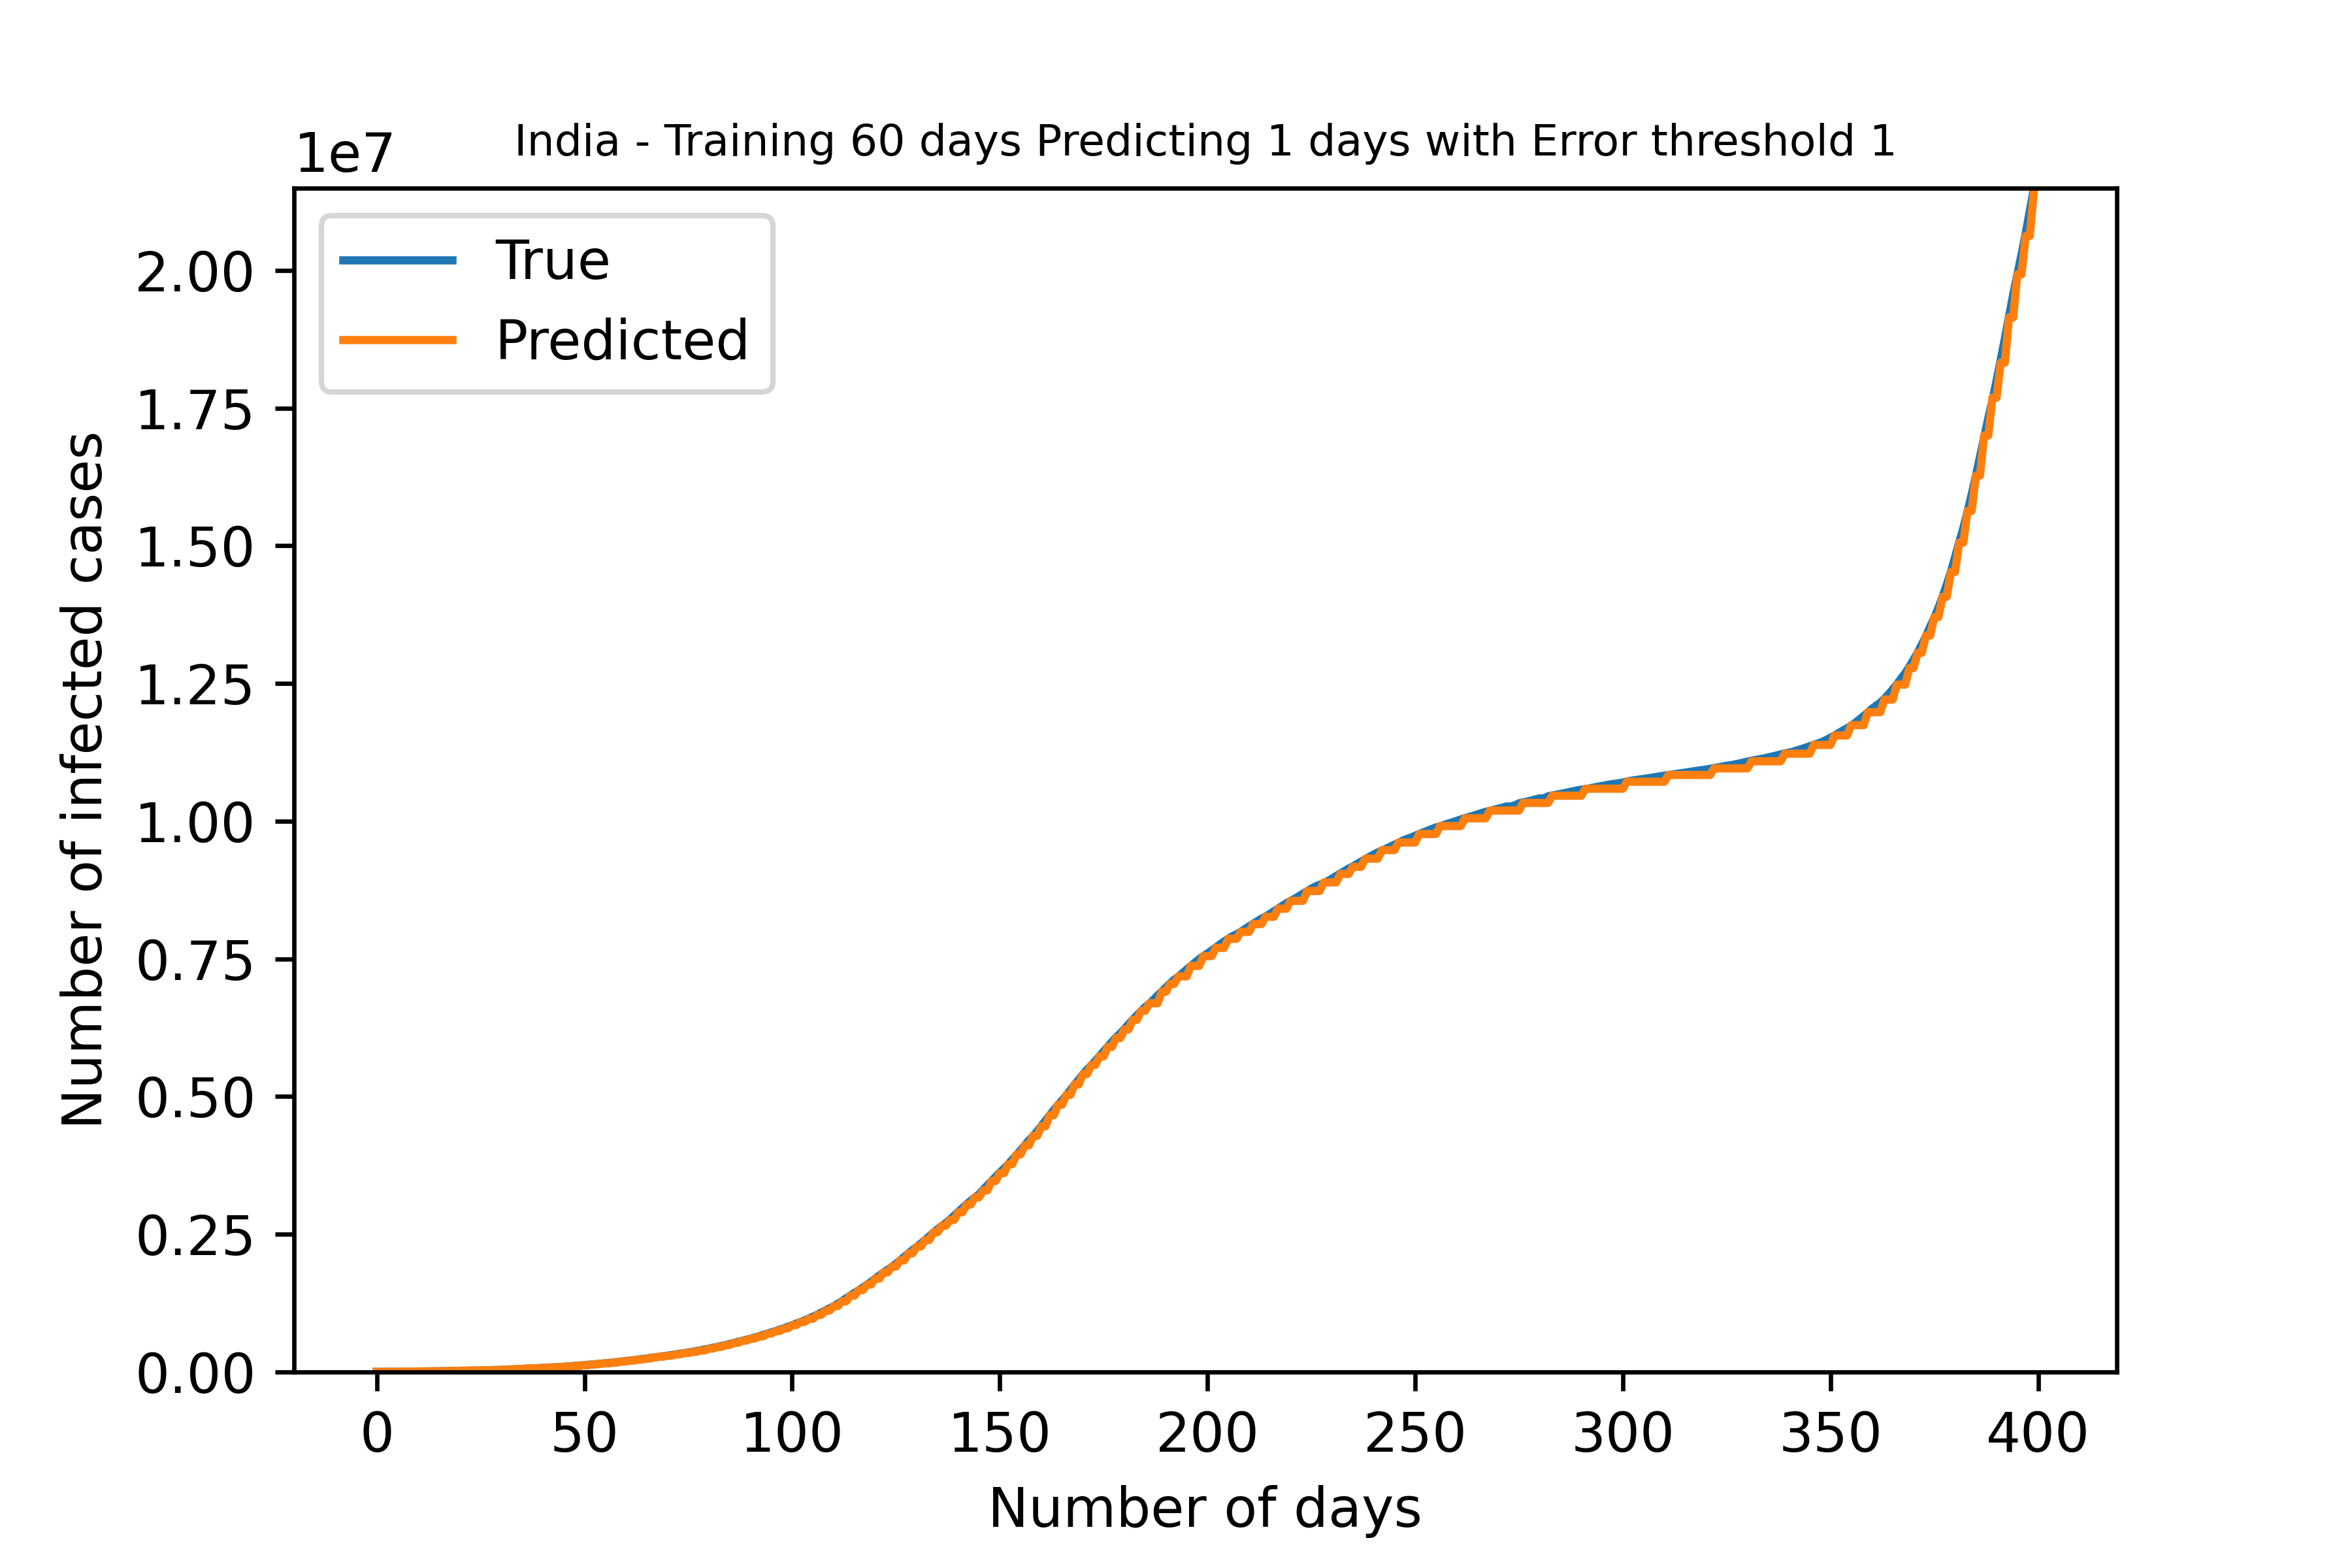 India - Training 60 days Predicting 1 days with Error threshold 1
1e7
True
Predicted
2.00
1.75
1.50
1.25
1.00
0.75
0.50
0.25
0.00
Number of infected cases
0 50 100 150 200 250 300 350 400
Number of days